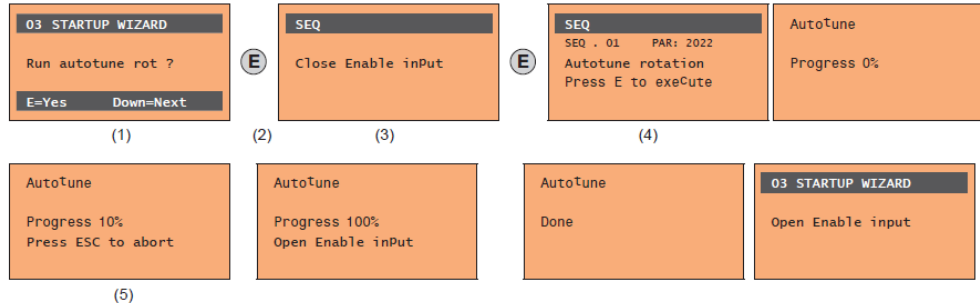 03 STARTUP WIZARD
Run autotune rot ?
E=Yes Down=Next
(1)
E
(2)
SEQ
Close Enable inPut
(3)
E
SEQ
SEQ . 01 PAR: 2022
Autotune rotation
Press E to execute
(4)
Autotune
Progress 0%
Autotune
Progress 10%
Press ESC to abort
(5)
Autotune
Progress 100%
Open Enable inPut
Autotune
Done
03 STARTUP WIZARD
Open Enable input